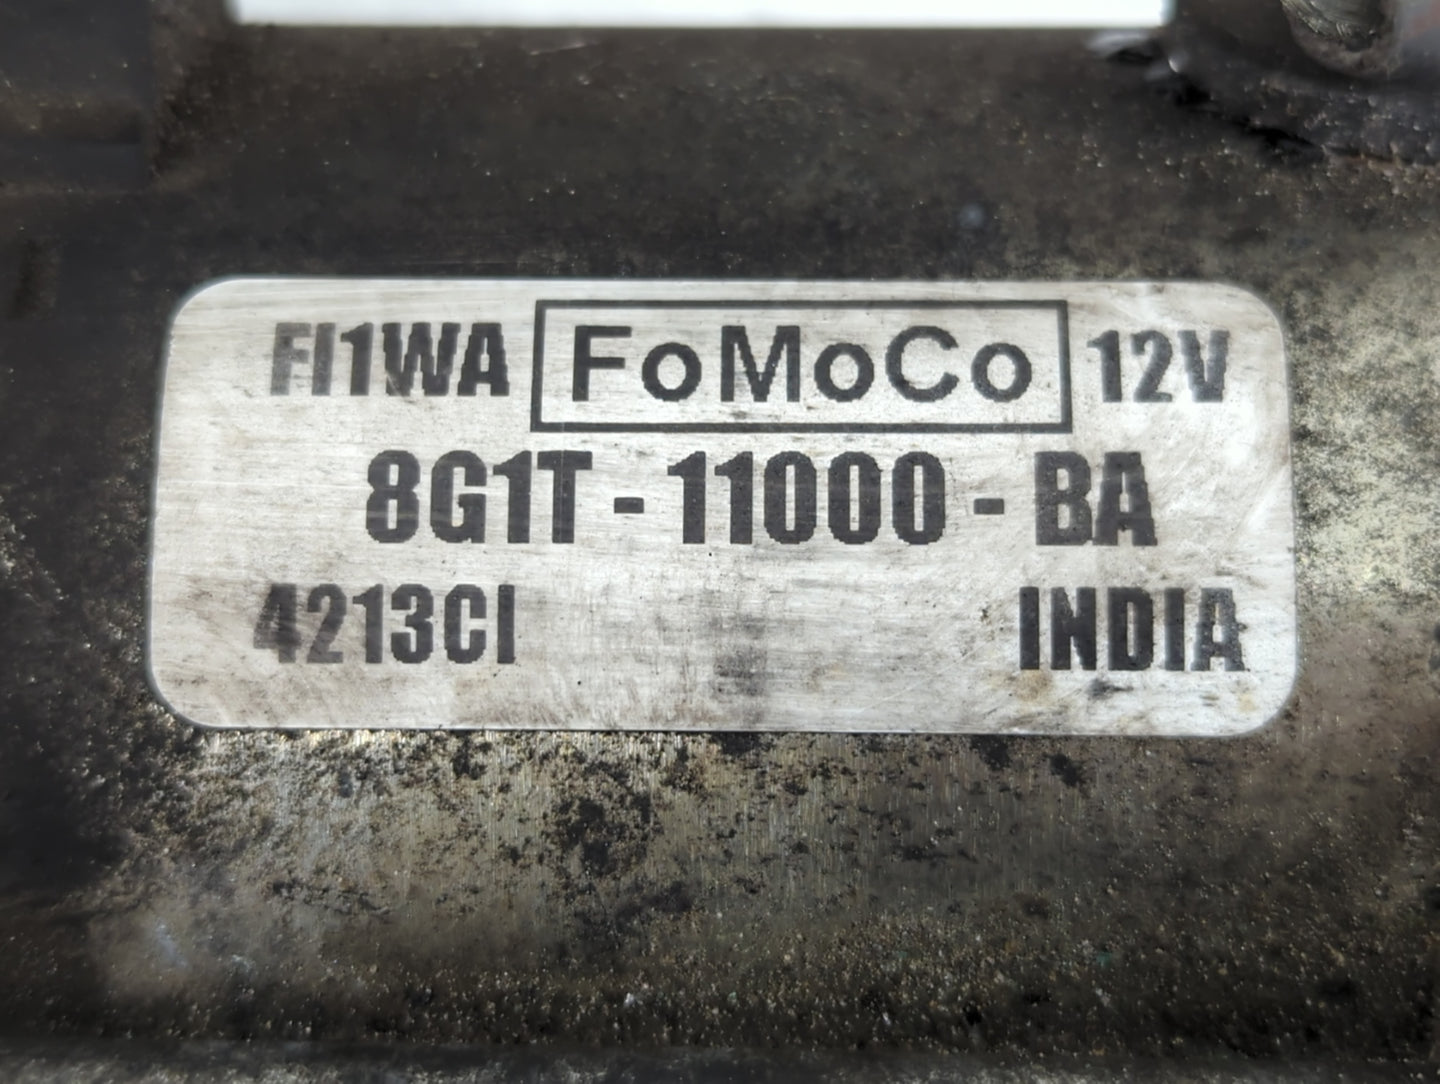 FI1WA FoMoCo 12V
8G1T - 11000 - BA
4213CI INDIA